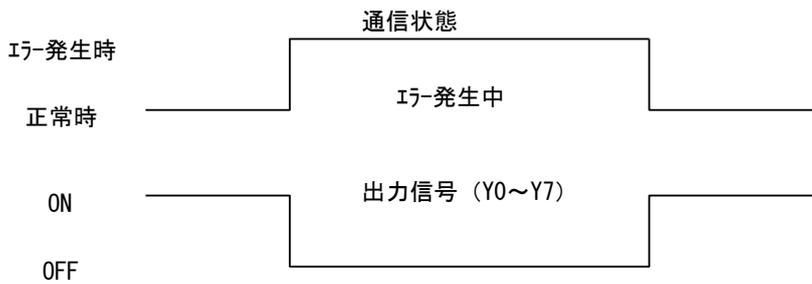 通信状態
ｴﾗｰ発生時
ｴﾗｰ発生中
正常時
出力信号（Y0～Y7）
ON
OFF